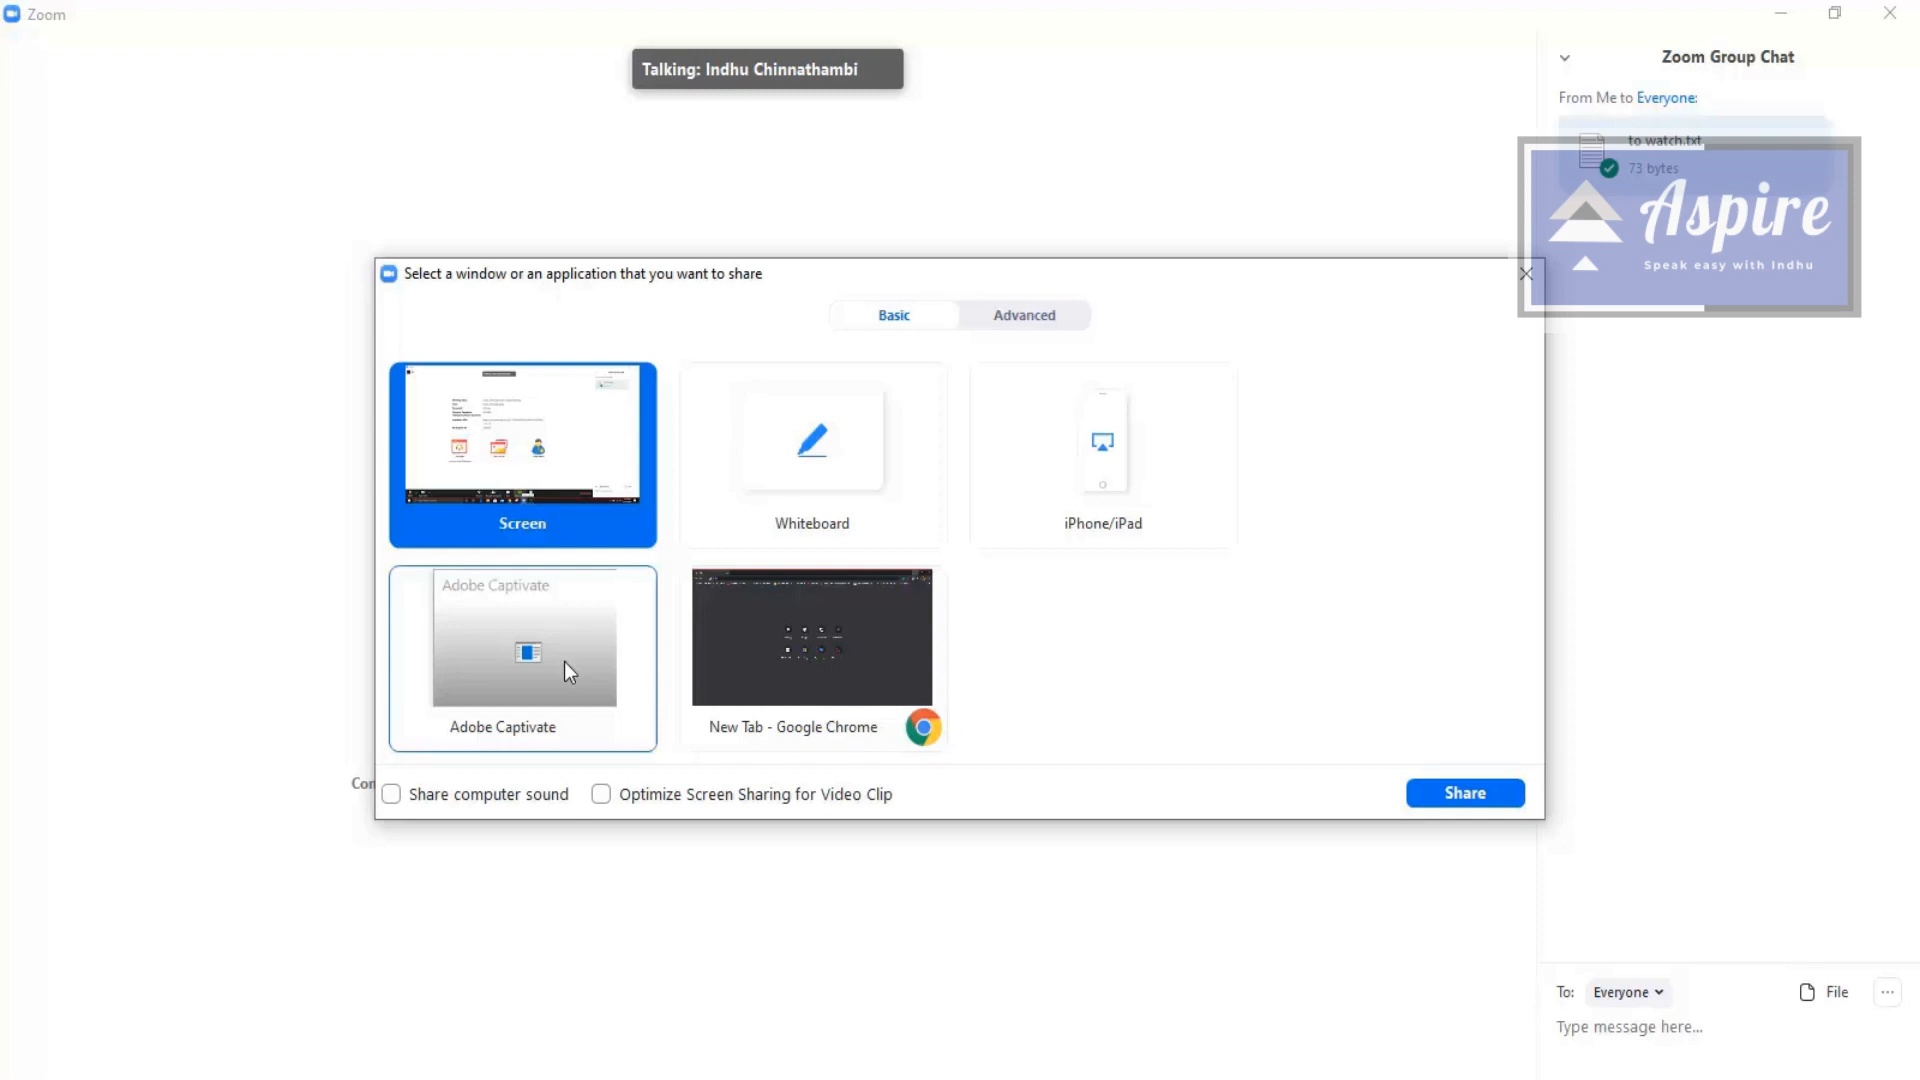 Zoom
Talking: Indhu Chinnathambi
Zoom Group Chat
From Me to Everyone:
to watch.txt
73 bytes
Aspire
Speak easy with Indhu
Select a window or an application that you want to share
Basic
Advanced
Screen
Whiteboard
iPhone/iPad
Adobe Captivate
Adobe Captivate
New Tab - Google Chrome
Share computer sound
Optimize Screen Sharing for Video Clip
Share
To: Everyone
File
Type message here...